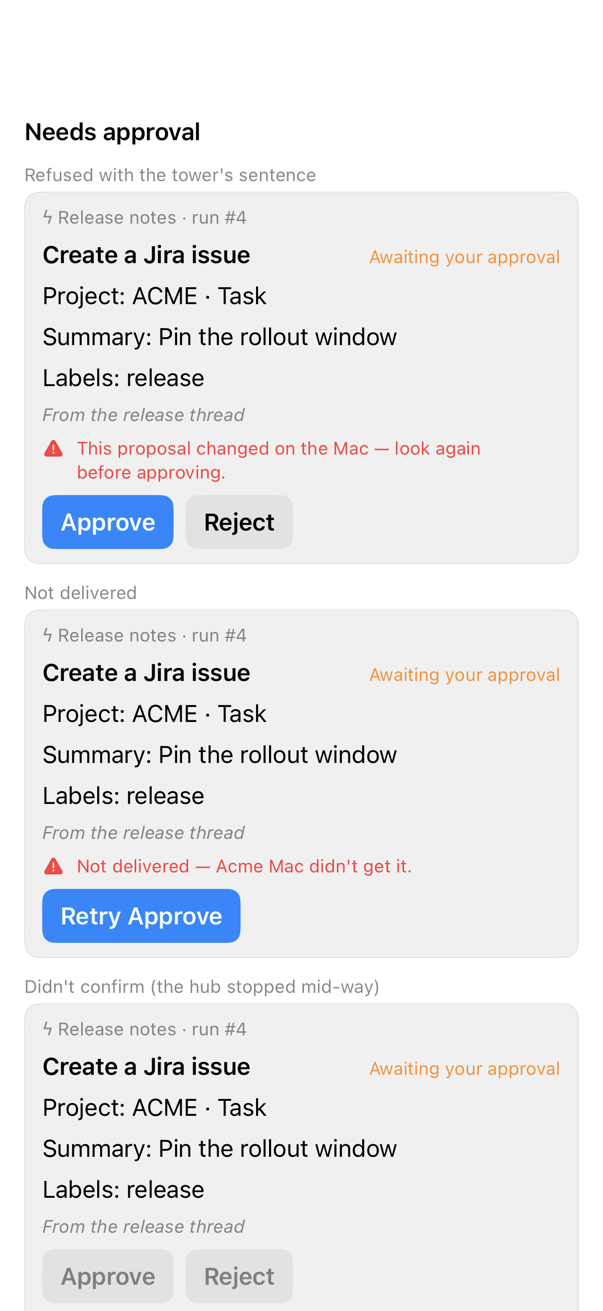 Needs approval
Refused with the tower's sentence
ϟ Release notes · run #4
Create a Jira issue
Awaiting your approval
Project: ACME · Task
Summary: Pin the rollout window
Labels: release
From the release thread
This proposal changed on the Mac — look again
before approving.
Approve
Reject
Not delivered
ϟ Release notes · run #4
Create a Jira issue
Awaiting your approval
Project: ACME · Task
Summary: Pin the rollout window
Labels: release
From the release thread
Not delivered — Acme Mac didn't get it.
Retry Approve
Didn't confirm (the hub stopped mid-way)
ϟ Release notes · run #4
Create a Jira issue
Awaiting your approval
Project: ACME · Task
Summary: Pin the rollout window
Labels: release
From the release thread
Approve
Reject